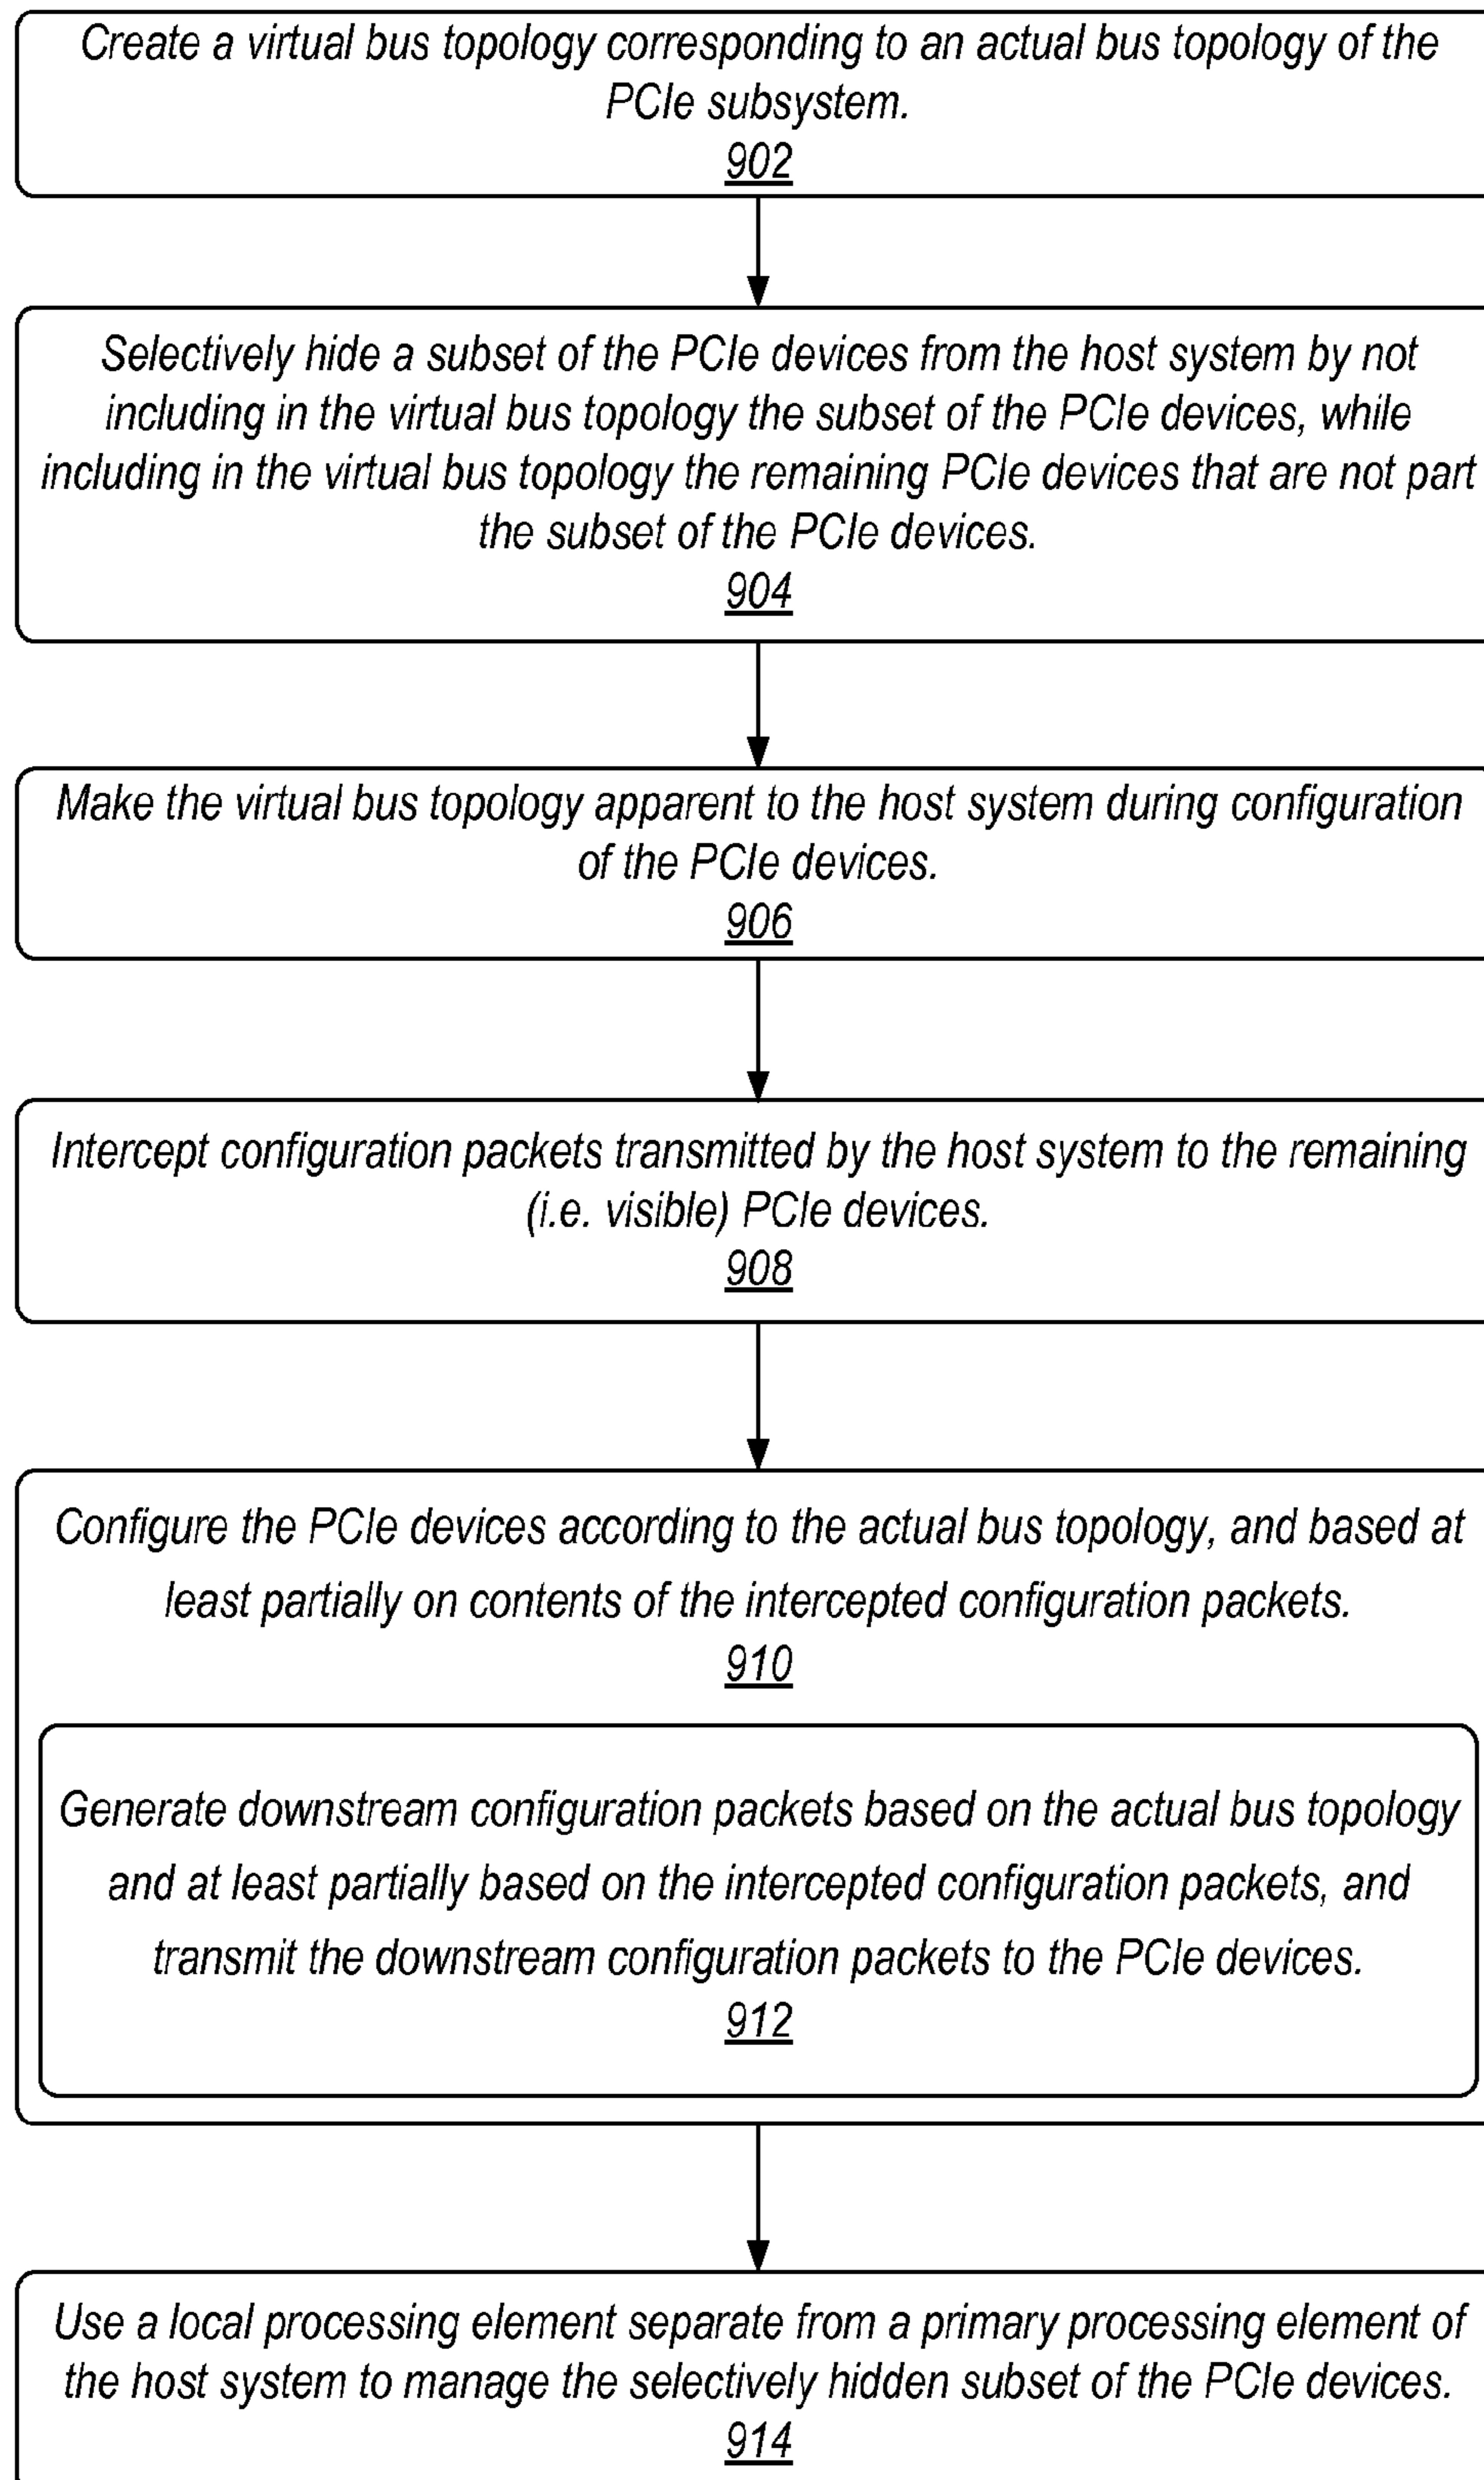 Create a virtual bus topology corresponding to an actual bus topology of the
PCIe subsystem.
902
Selectively hide a subset of the PCIe devices from the host system by not
including in the virtual bus topology the subset of the PCIe devices, while
including in the virtual bus topology the remaining PCIe devices that are not part
the subset of the PCIe devices.
904
Make the virtual bus topology apparent to the host system during configuration
of the PCIe devices.
906
Intercept configuration packets transmitted by the host system to the remaining
(i.e. visible) PCIe devices.
908
Configure the PCIe devices according to the actual bus topology, and based at
least partially on contents of the intercepted configuration packets.
910
Generate downstream configuration packets based on the actual bus topology
and at least partially based on the intercepted configuration packets, and
transmit the downstream configuration packets to the PCIe devices.
912
Use a local processing element separate from a primary processing element of
the host system to manage the selectively hidden subset of the PCIe devices.
914